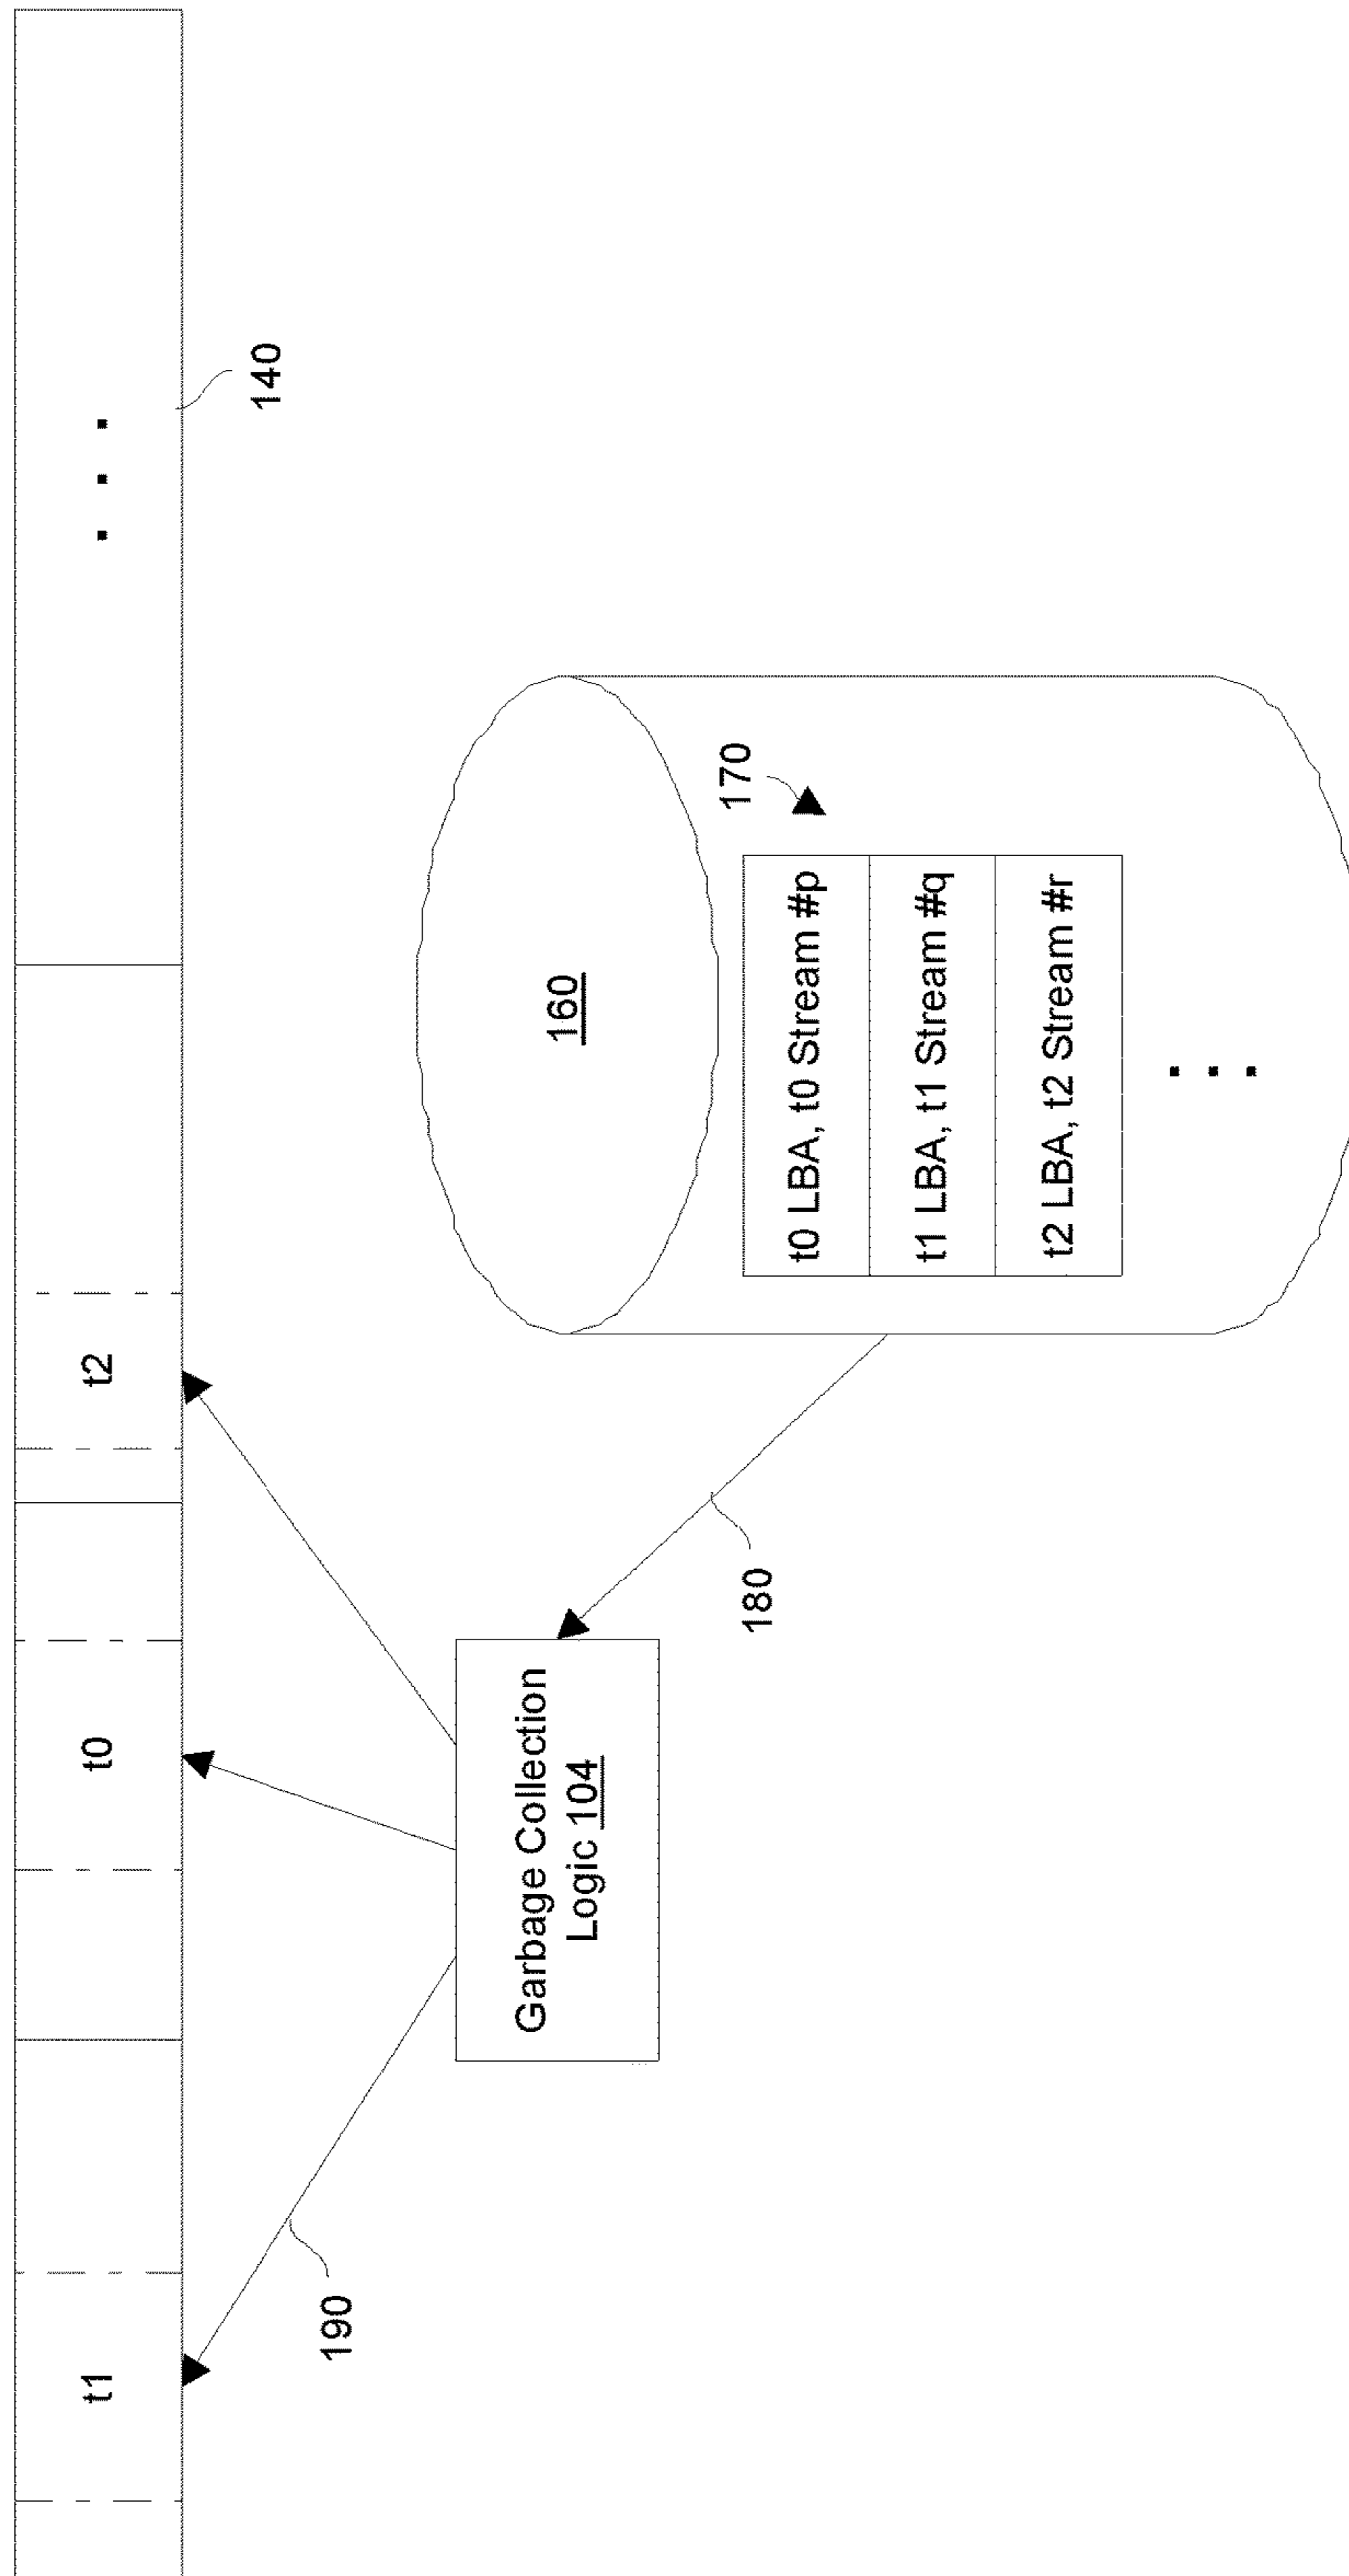 t1
t0
t2
. . .
140
190
Garbage Collection
Logic 104
180
160
170
t0 LBA, t0 Stream #p
t1 LBA, t1 Stream #q
t2 LBA, t2 Stream #r
. . .